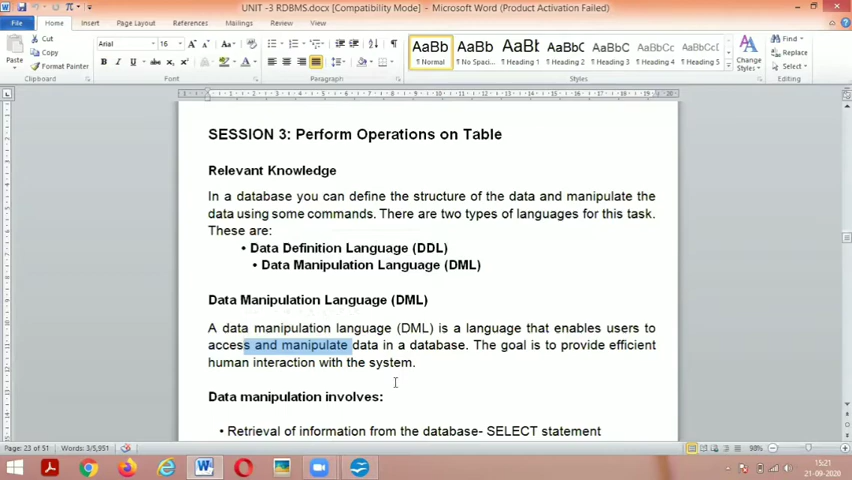 UNIT -3 RDBMS.docx [Compatibility Mode] - Microsoft Word (Product Activation Failed)
File Home Insert Page Layout References Mailings Review View
Paste
Cut
Copy
Format Painter
Clipboard
Arial 16
Font
Paragraph
AaBb AaBb AaBb AaBbC AaBbC AaBbCcD AaBbC
¶ Normal ¶ No Spaci... ¶ Heading 1 ¶ Heading 2 ¶ Heading 3 ¶ Heading 4 ¶ Heading 5
Styles
Change Styles
Find
Replace
Select
Editing
SESSION 3: Perform Operations on Table
Relevant Knowledge
In a database you can define the structure of the data and manipulate the
data using some commands. There are two types of languages for this task.
These are:
• Data Definition Language (DDL)
• Data Manipulation Language (DML)
Data Manipulation Language (DML)
A data manipulation language (DML) is a language that enables users to
access and manipulate data in a database. The goal is to provide efficient
human interaction with the system.
Data manipulation involves:
• Retrieval of information from the database- SELECT statement
Page: 23 of 51 Words: 3/5,951 98%
15:21
21-09-2020